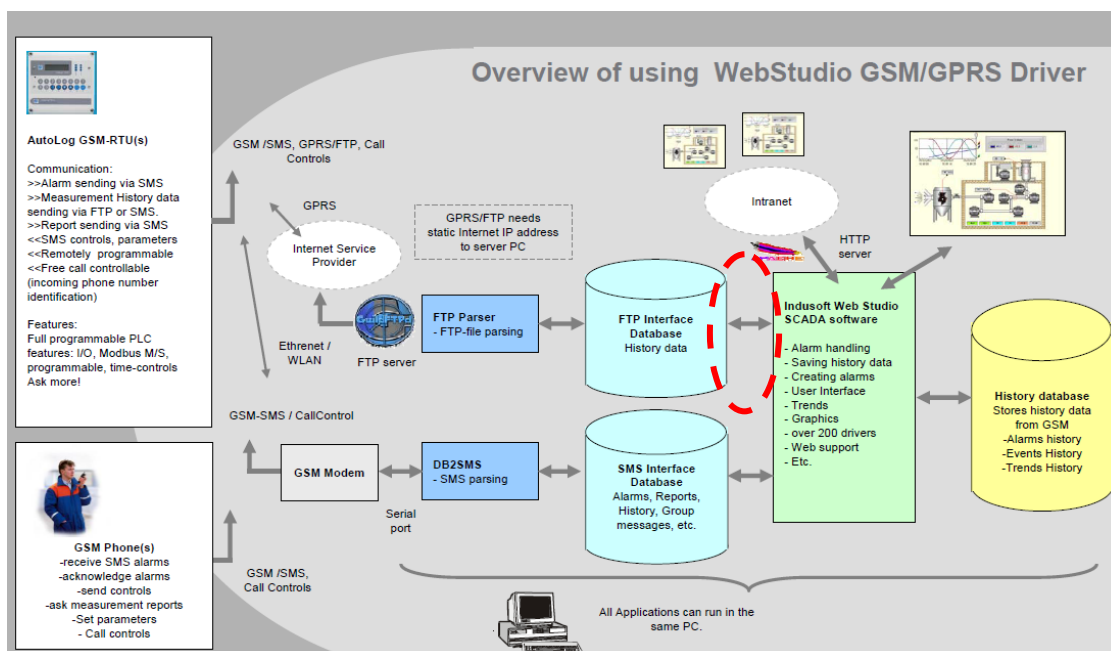 Overview of using WebStudio GSM/GPRS Driver
AutoLog GSM-RTU(s)
Communication:
>>Alarm sending via SMS
>>Measurement History data
sending via FTP or SMS.
>>Report sending via SMS
<<SMS controls, parameters
<<Remotely programmable
<<Free call controllable
(incoming phone number
identification)
Features:
Full programmable PLC
features: I/O, Modbus M/S,
programmable, time-controls
Ask more!
GSM /SMS, GPRS/FTP, Call
Controls
GPRS
Internet Service
Provider
GPRS/FTP needs
static Internet IP address
to server PC
Intranet
HTTP
server
Ethrenet /
WLAN
FTP server
FTP Parser
- FTP-file parsing
FTP Interface
Database
History data
Indusoft Web Studio
SCADA software
- Alarm handling
- Saving history data
- Creating alarms
- User Interface
- Trends
- Graphics
- over 200 drivers
- Web support
- Etc.
History database
Stores history data
from GSM
-Alarms history
-Events History
-Trends History
GSM-SMS / CallControl
GSM Modem
Serial
port
DB2SMS
- SMS parsing
SMS Interface
Database
Alarms, Reports,
History, Group
messages, etc.
GSM Phone(s)
-receive SMS alarms
-acknowledge alarms
-send controls
-ask measurement reports
-Set parameters
- Call controls
GSM /SMS,
Call Controls
All Applications can run in the
same PC.